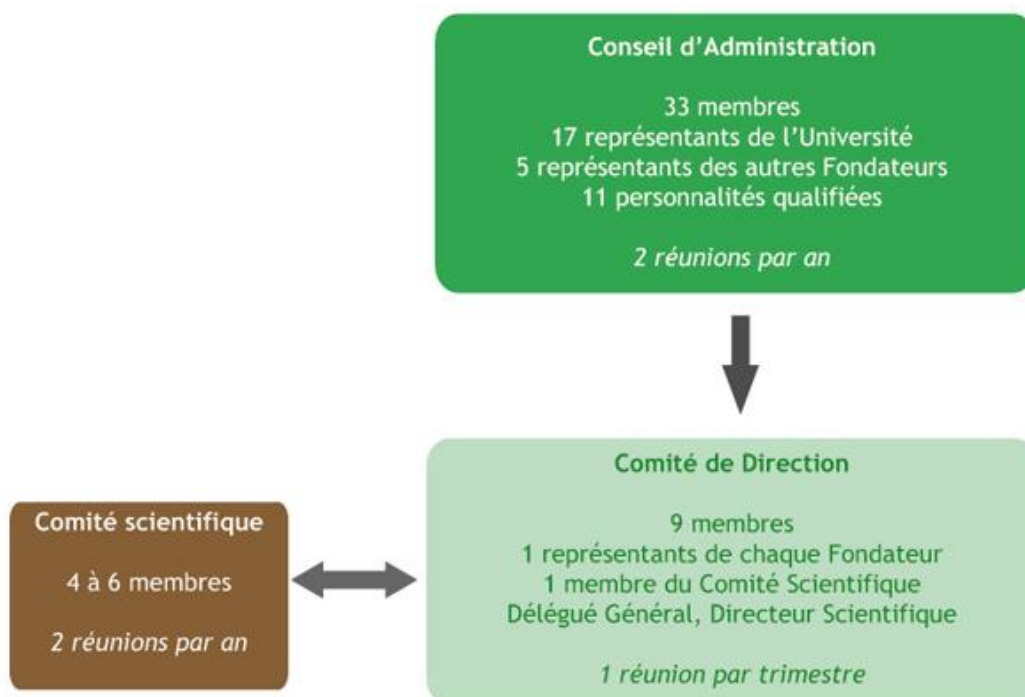 Conseil d'Administration
33 membres
17 représentants de l'Université
5 représentants des autres Fondateurs
11 personnalités qualifiées
2 réunions par an
Comité de Direction
9 membres
1 représentants de chaque Fondateur
1 membre du Comité Scientifique
Délégué Général, Directeur Scientifique
1 réunion par trimestre
Comité scientifique
4 à 6 membres
2 réunions par an